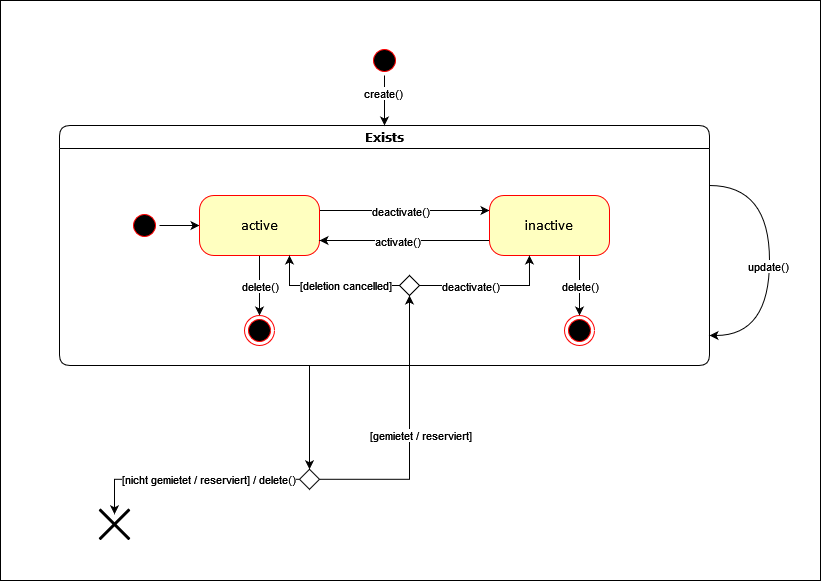 create()
Exists
active
deactivate()
inactive
activate()
update()
delete()
[deletion cancelled]
deactivate()
delete()
[gemietet / reserviert]
[nicht gemietet / reserviert] / delete()